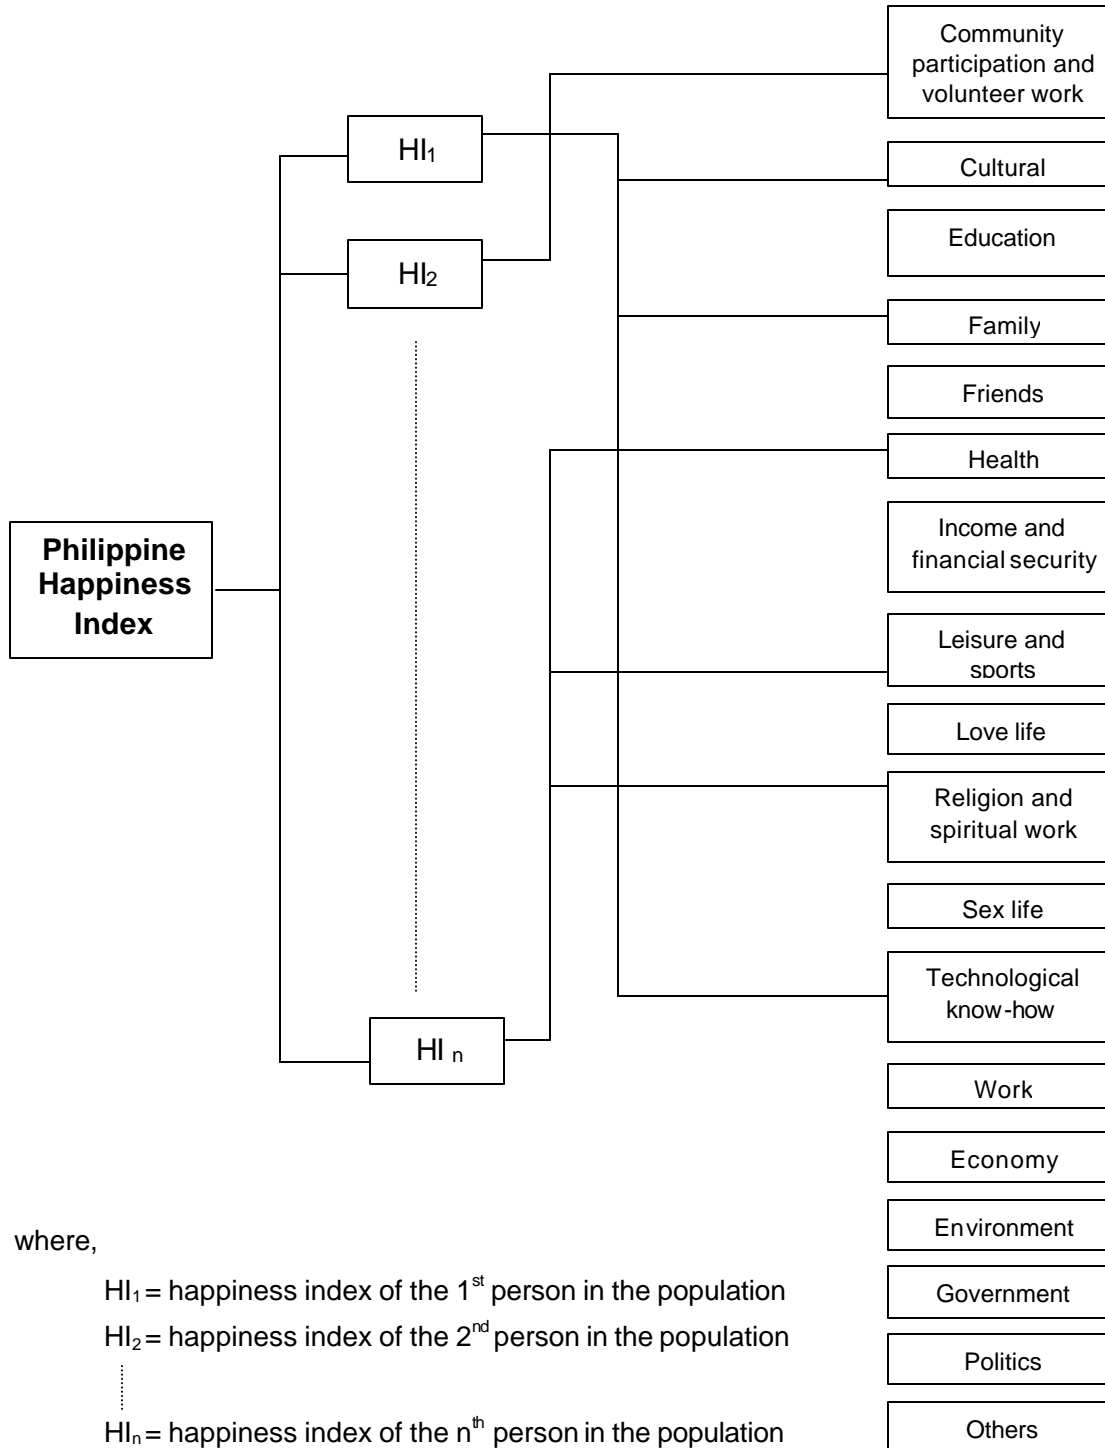 Philippine
Happiness
Index
HI₁
HI₂
HI n
Community
participation and
volunteer work
Cultural
Education
Family
Friends
Health
Income and
financial security
Leisure and
sports
Love life
Religion and
spiritual work
Sex life
Technological
know-how
Work
Economy
Environment
Government
Politics
Others
where,
HI₁ = happiness index of the 1st person in the population
HI₂ = happiness index of the 2nd person in the population
HIₙ = happiness index of the nth person in the population